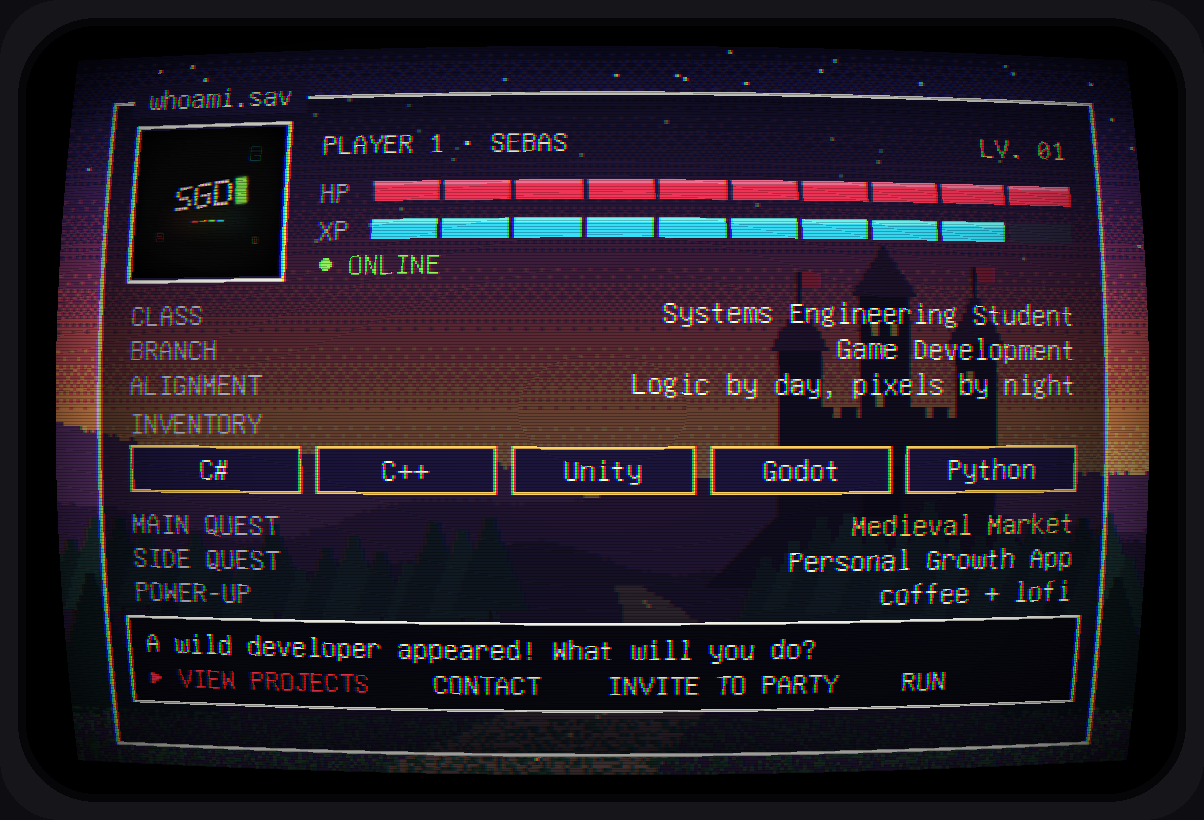 whoami.sav
SGD
PLAYER 1 · SEBAS
LV. 01
HP
XP
● ONLINE
CLASS Systems Engineering Student
BRANCH Game Development
ALIGNMENT Logic by day, pixels by night
INVENTORY
C# C++ Unity Godot Python
MAIN QUEST Medieval Market
SIDE QUEST Personal Growth App
POWER-UP coffee + lofi
A wild developer appeared! What will you do?
► VIEW PROJECTS CONTACT INVITE TO PARTY RUN